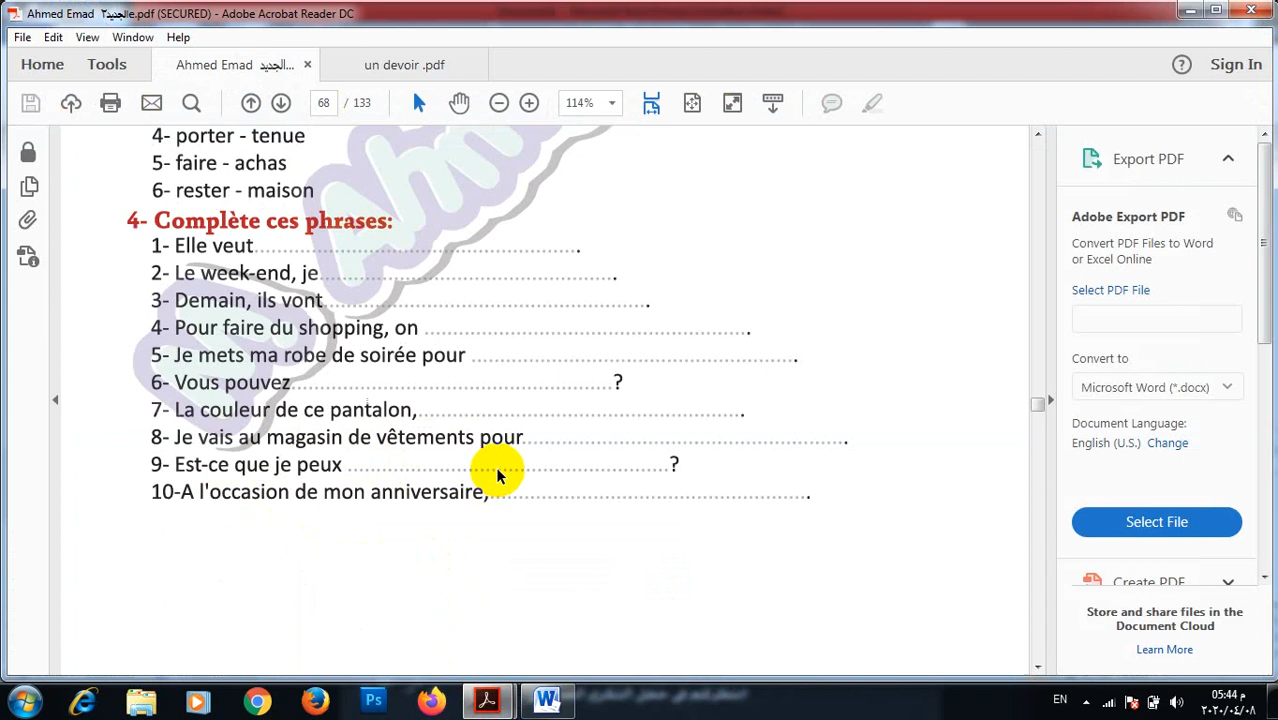 Ahmed Emad الجديد٢.pdf (SECURED) - Adobe Acrobat Reader DC
File Edit View Window Help
Home Tools Ahmed Emad الجديد... × un devoir .pdf Sign In
68 / 133 114%
4- porter - tenue
5- faire - achas
6- rester - maison
4- Complète ces phrases:
1- Elle veut.............................................................
2- Le week-end, je.......................................................
3- Demain, ils vont......................................................
4- Pour faire du shopping, on ......................................................
5- Je mets ma robe de soirée pour ......................................................
6- Vous pouvez......................................................?
7- La couleur de ce pantalon,.......................................................
8- Je vais au magasin de vêtements pour.......................................................
9- Est-ce que je peux ......................................................?
10-A l'occasion de mon anniversaire,......................................................
Export PDF
Adobe Export PDF
Convert PDF Files to Word
or Excel Online
Select PDF File
Convert to
Microsoft Word (*.docx)
Document Language:
English (U.S.) Change
Select File
Create PDF
Store and share files in the
Document Cloud
Learn More
EN
05:44 م
٢٠٢٠/٠٤/٠٨